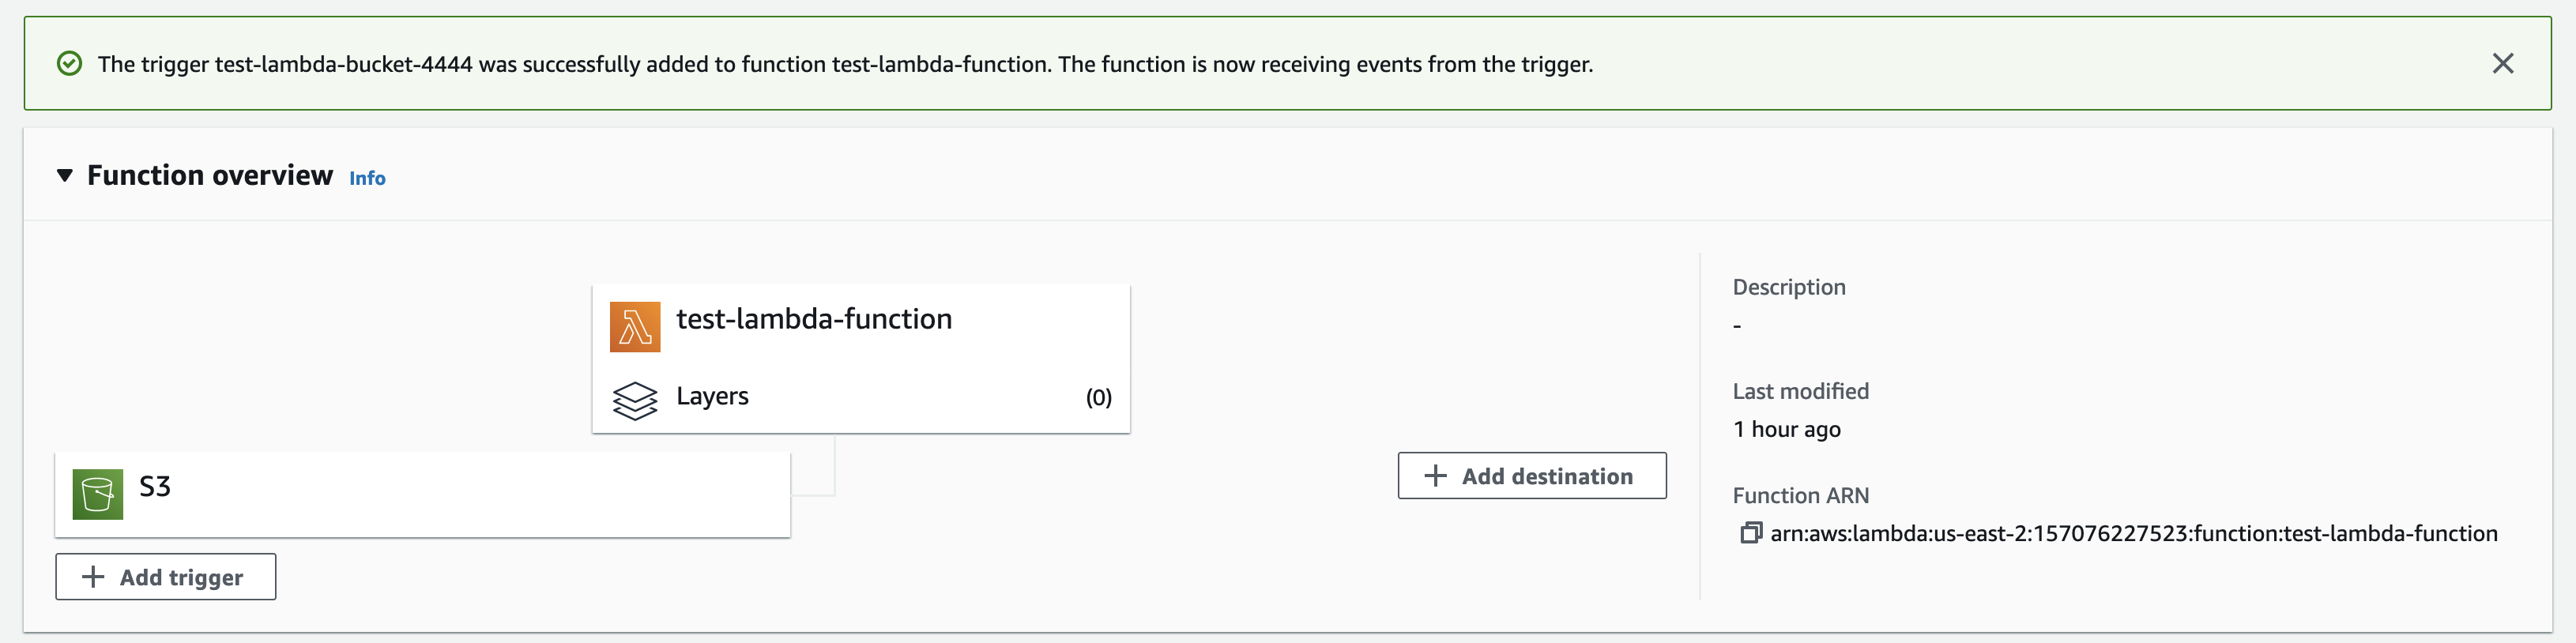 The trigger test-lambda-bucket-4444 was successfully added to function test-lambda-function. The function is now receiving events from the trigger.
Function overview Info
test-lambda-function
Layers (0)
S3
+ Add trigger
+ Add destination
Description
-
Last modified
1 hour ago
Function ARN
arn:aws:lambda:us-east-2:157076227523:function:test-lambda-function